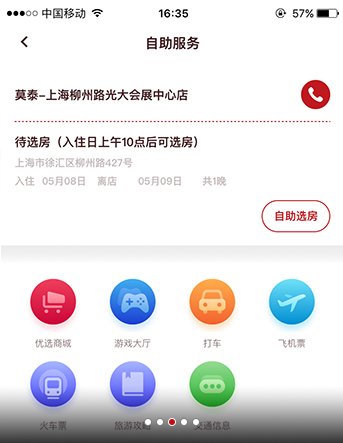 中国移动 16:35 57%
自助服务
莫泰-上海柳州路光大会展中心店
待选房（入住日上午10点后可选房）
上海市徐汇区柳州路427号
入住 05月08日 离店 05月09日 共1晚
自助选房
优选商城 游戏大厅 打车 飞机票
火车票 旅游攻略 交通信息